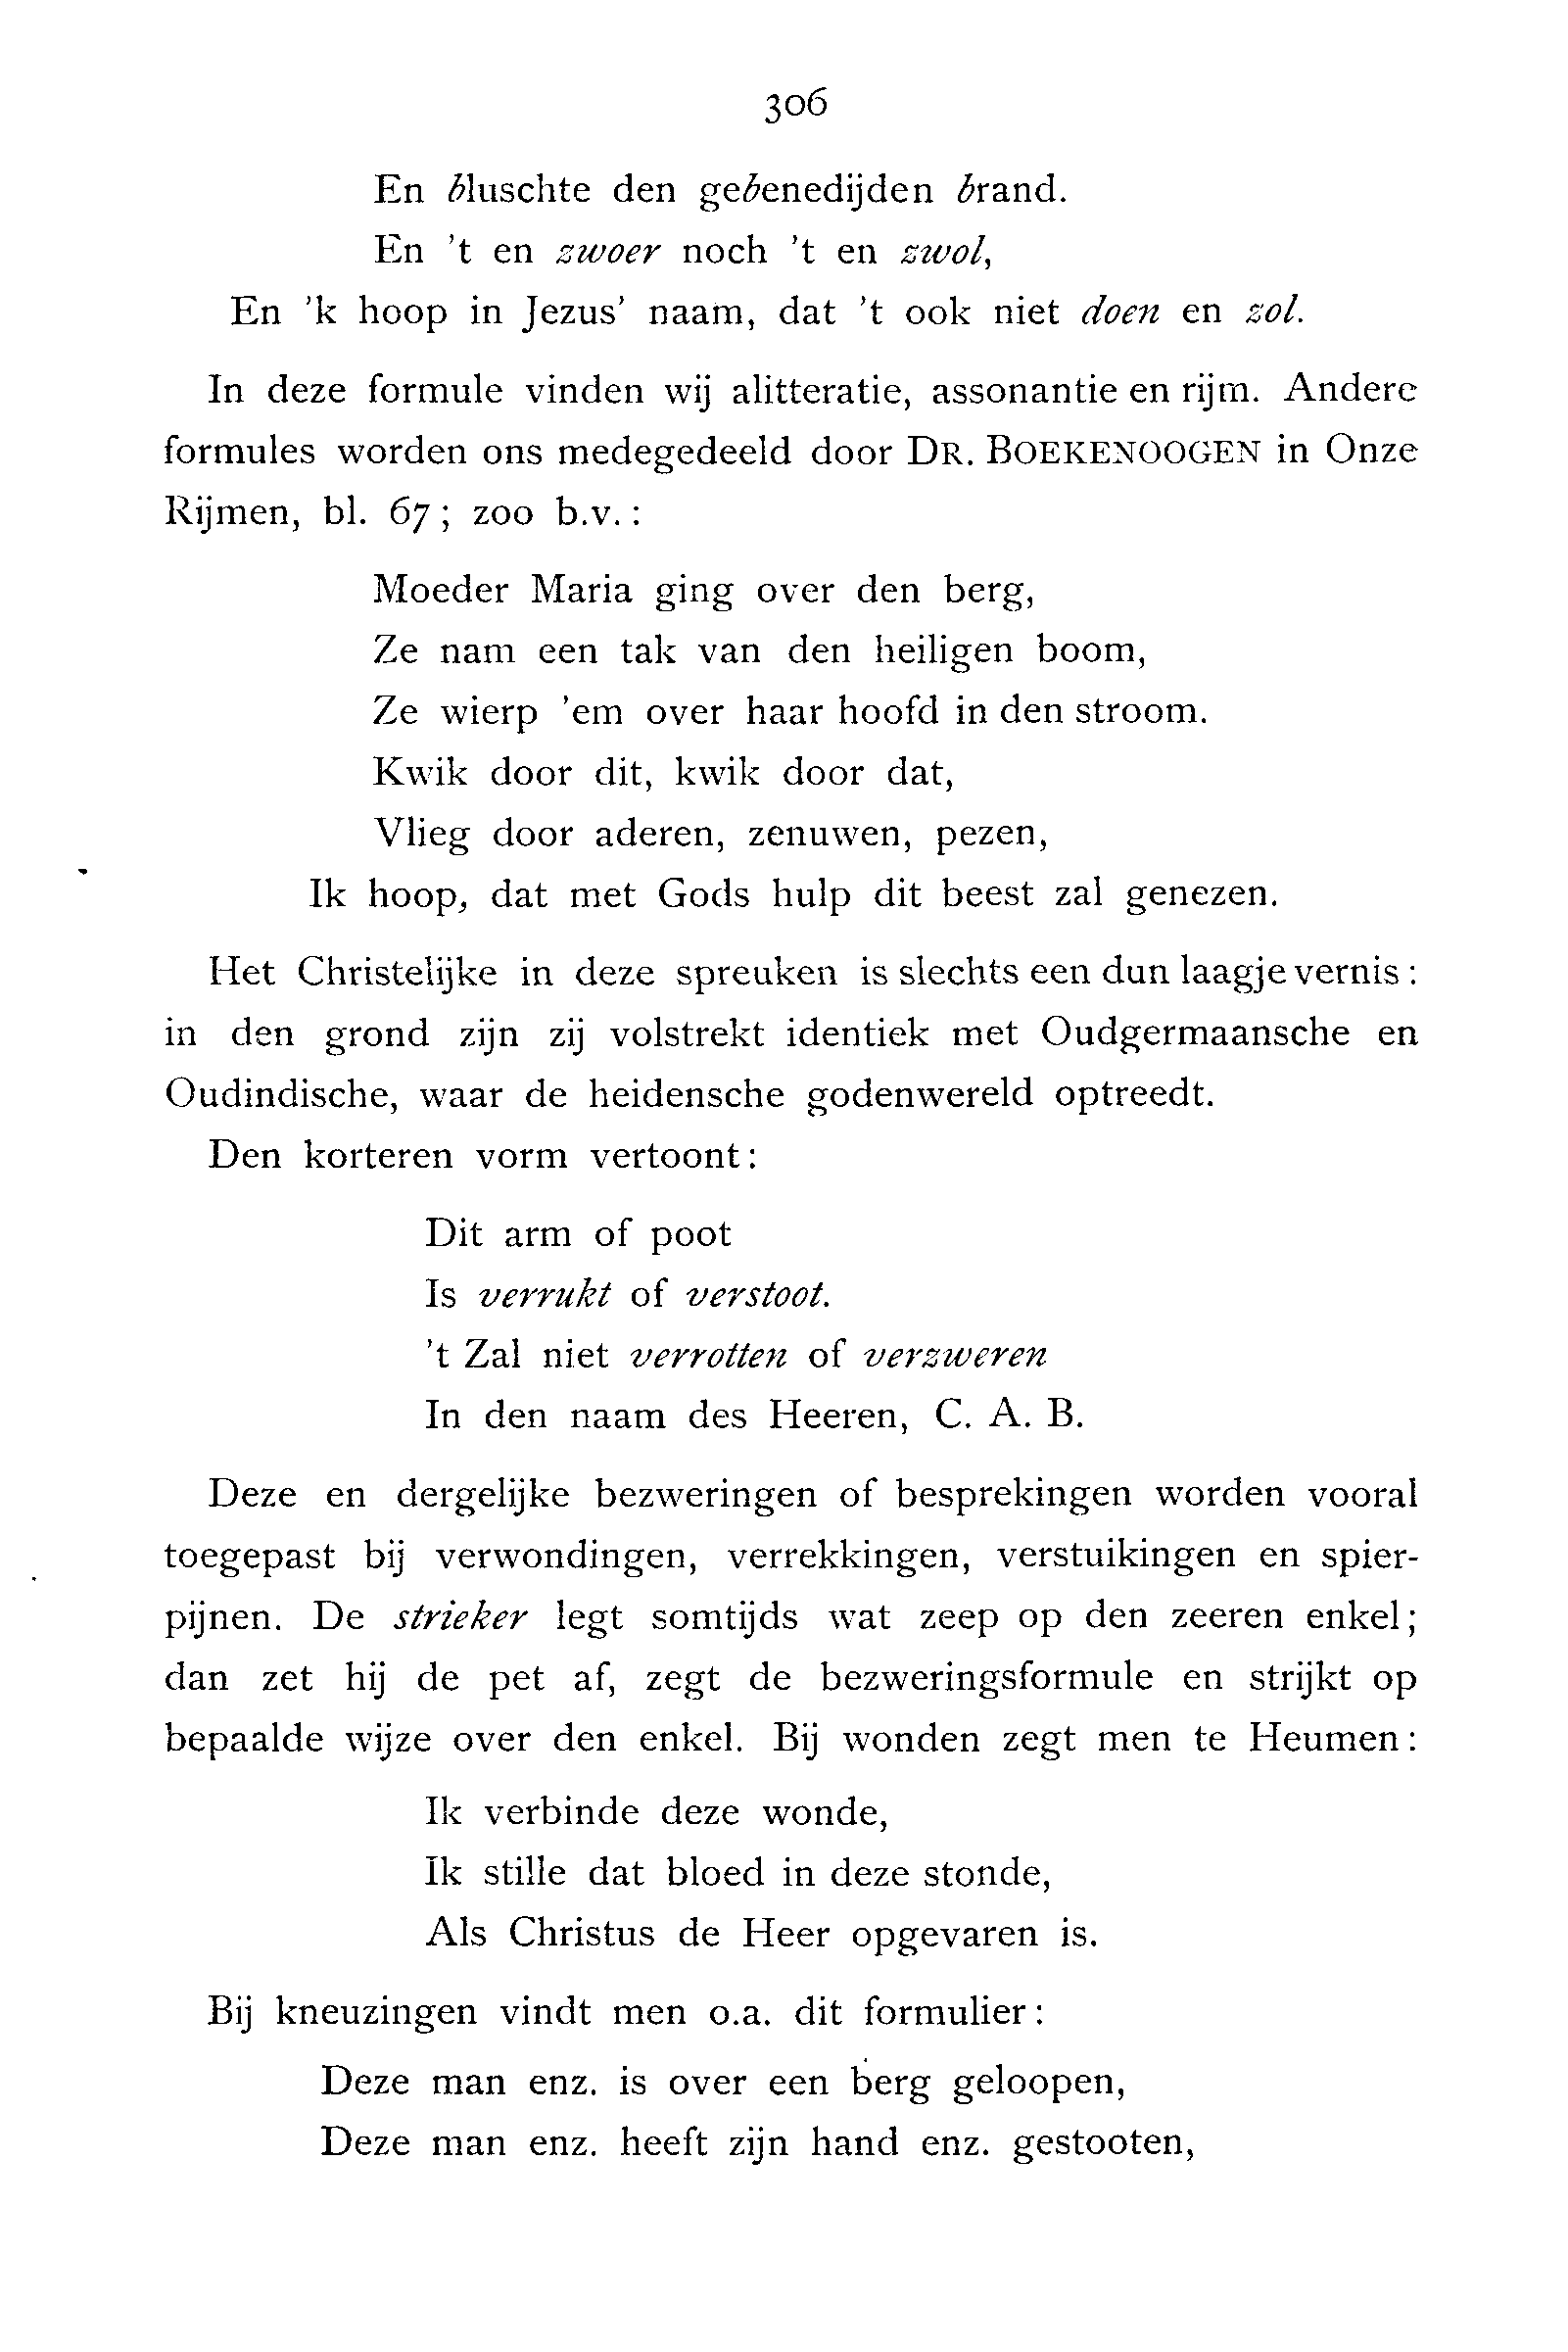 306
En bluschte den gebenedijden brand.
En 't en zwoer noch 't en zwol,
En 'k hoop in Jezus' naam, dat 't ook niet doen en zol.
In deze formule vinden wij alitteratie, assonantie en rijm. Andere
formules worden ons medegedeeld door DR. BOEKENOOGEN in Onze
Rijmen, bl. 67; zoo b.v.:
Moeder Maria ging over den berg,
Ze nam een tak van den heiligen boom,
Ze wierp 'em over haar hoofd in den stroom.
Kwik door dit, kwik door dat,
Vlieg door aderen, zenuwen, pezen,
Ik hoop, dat met Gods hulp dit beest zal genezen.
Het Christelijke in deze spreuken is slechts een dun laagje vernis:
in den grond zijn zij volstrekt identiek met Oudgermaansche en
Oudindische, waar de heidensche godenwereld optreedt.
Den korteren vorm vertoont:
Dit arm of poot
Is verrukt of verstoot.
't Zal niet verrotten of verzweren
In den naam des Heeren, C. A. B.
Deze en dergelijke bezweringen of besprekingen worden vooral
toegepast bij verwondingen, verrekkingen, verstuikingen en spier-
pijnen. De strieker legt somtijds wat zeep op den zeeren enkel;
dan zet hij de pet af, zegt de bezweringsformule en strijkt op
bepaalde wijze over den enkel. Bij wonden zegt men te Heumen:
Ik verbinde deze wonde,
Ik stille dat bloed in deze stonde,
Als Christus de Heer opgevaren is.
Bij kneuzingen vindt men o.a. dit formulier:
Deze man enz. is over een berg geloopen,
Deze man enz. heeft zijn hand enz. gestooten,